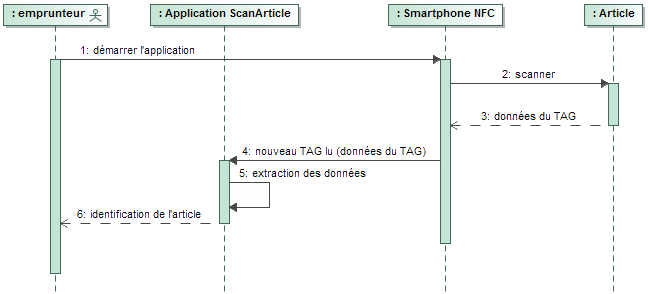 : emprunteur
: Application ScanArticle
: Smartphone NFC
: Article
1: démarrer l'application
2: scanner
3: données du TAG
4: nouveau TAG lu (données du TAG)
5: extraction des données
6: identification de l'article